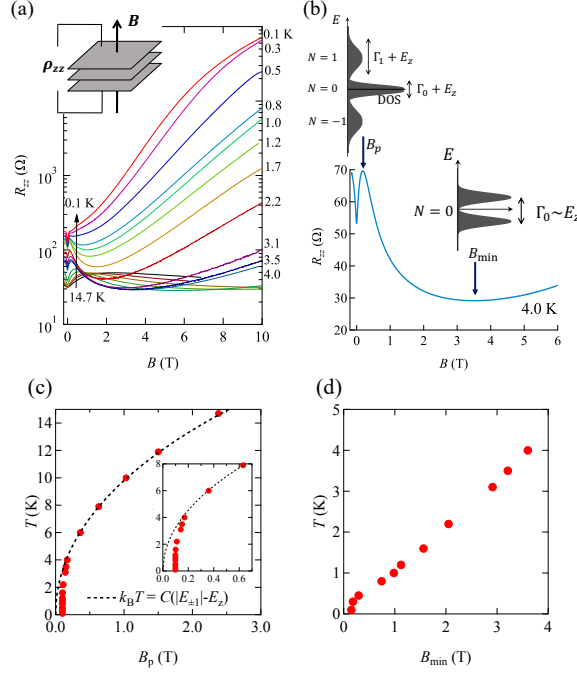 (a)
B
ρzz
Rzz (Ω)
10³
10²
10¹
0.1 K
14.7 K
0.1 K
0.3
0.5
0.8
1.0
1.2
1.7
2.2
3.1
3.5
4.0
0 2 4 6 8 10
B (T)
(b)
E
N = 1
N = 0
N = −1
Γ₁ + Ez
Γ₀ + Ez
DOS
Bp
E
N = 0
Γ₀~Ez
Bmin
4.0 K
Rzz (Ω)
70
60
50
40
30
20
0 1 2 3 4 5 6
B (T)
(c)
T (K)
14
12
10
8
6
4
2
0
0.0 1.0 2.0 3.0
Bp (T)
8
6
4
2
0
0.0 0.2 0.4 0.6
kBT = C(|E±1|-Ez)
(d)
T (K)
5
4
3
2
1
0
0 1 2 3 4
Bmin (T)